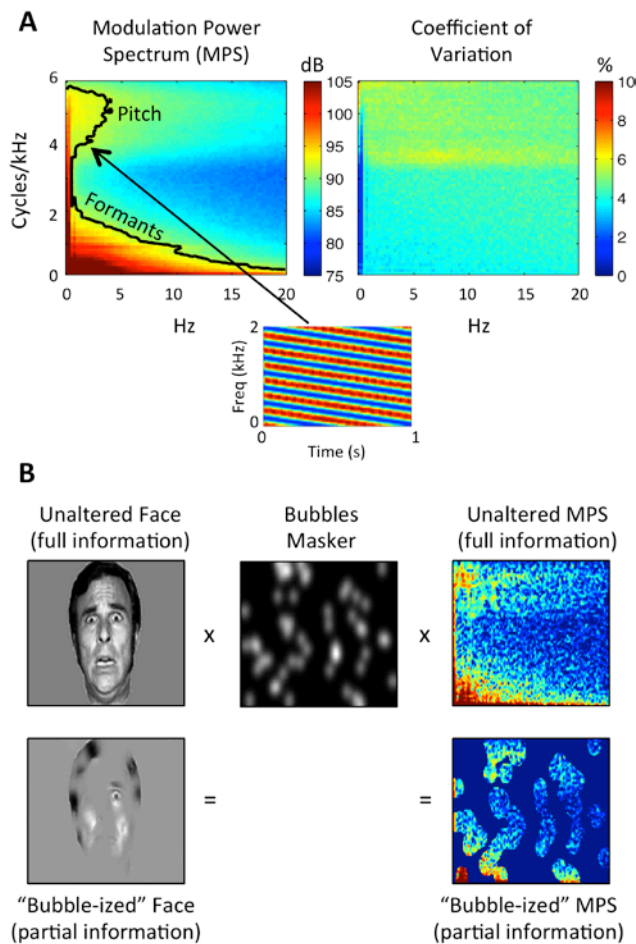 A
Modulation Power
Spectrum (MPS)
Coefficient of
Variation
dB
%
Cycles/kHz
6
4
2
0
Pitch
Formants
105
100
95
90
85
80
75
10
8
6
4
2
0
0 5 10 15 20
0 5 10 15 20
Hz
Hz
Freq (kHz)
2
0
0 1
Time (s)
B
Unaltered Face
(full information)
Bubbles
Masker
Unaltered MPS
(full information)
x
x
=
=
“Bubble-ized” Face
(partial information)
“Bubble-ized” MPS
(partial information)